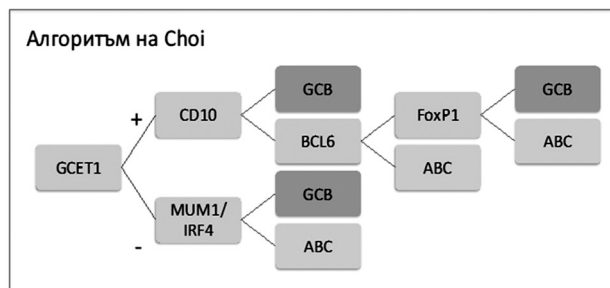 Алгоритъм на Choi
GCB
GCB
+
CD10
FoxP1
BCL6
ABC
GCET1
ABC
GCB
MUM1/
IRF4
-
ABC